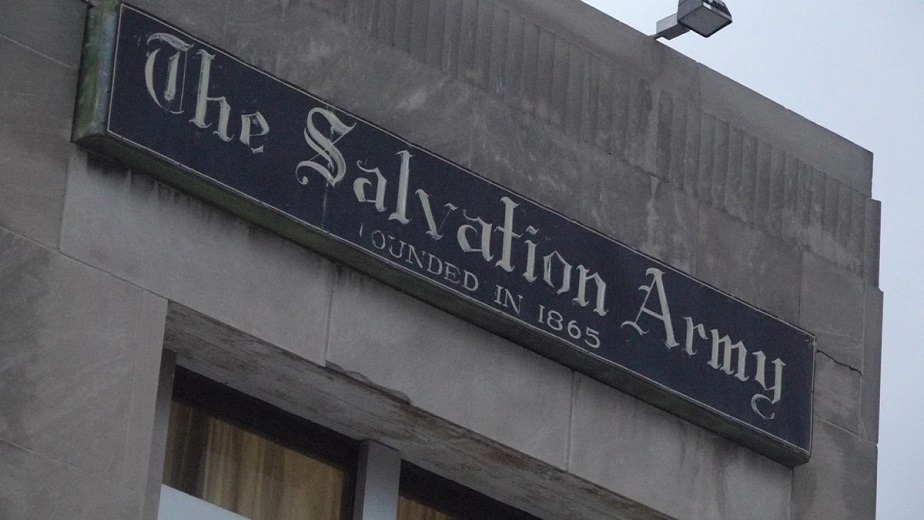 The Salvation Army
FOUNDED IN 1865